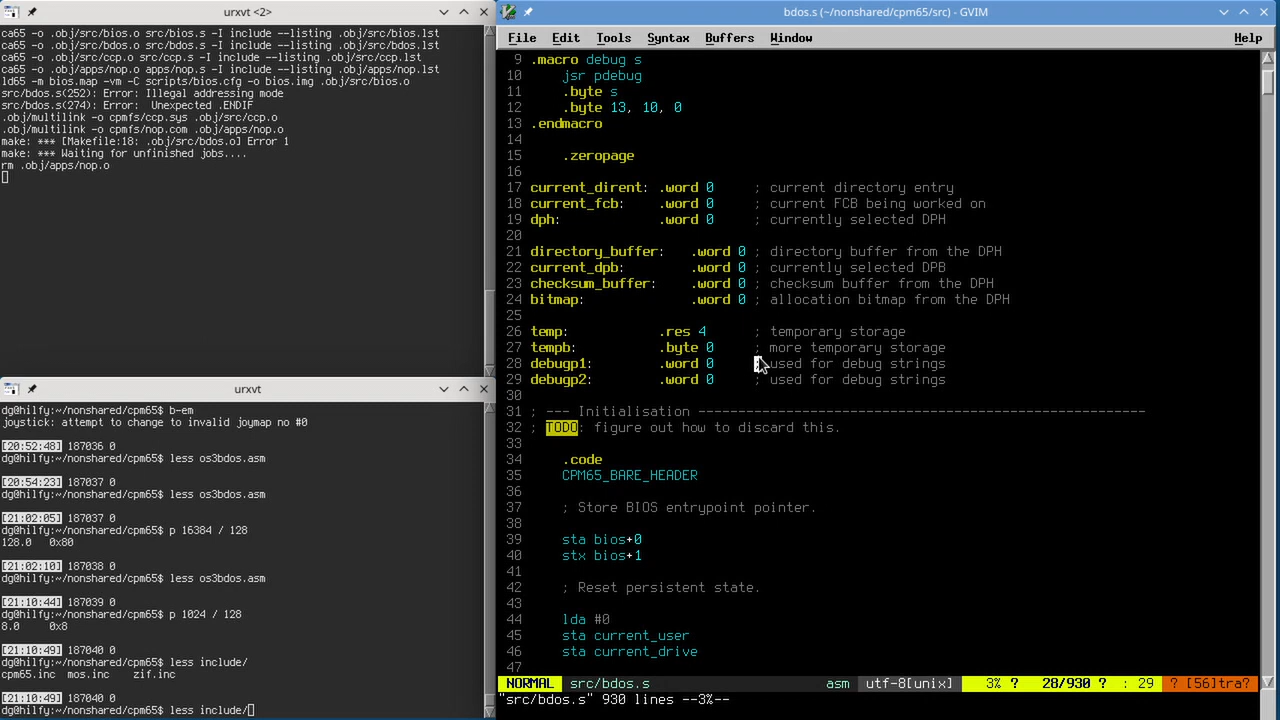 urxvt <2>
ca65 -o .obj/src/bios.o src/bios.s -I include --listing .obj/src/bios.lst
ca65 -o .obj/src/bdos.o src/bdos.s -I include --listing .obj/src/bdos.lst
ca65 -o .obj/src/ccp.o src/ccp.s -I include --listing .obj/src/ccp.lst
ca65 -o .obj/apps/nop.o apps/nop.s -I include --listing .obj/apps/nop.lst
ld65 -m bios.map -vm -C scripts/bios.cfg -o bios.img .obj/src/bios.o
src/bdos.s(252): Error: Illegal addressing mode
src/bdos.s(274): Error:  Unexpected .ENDIF
.obj/multilink -o cpmfs/ccp.sys .obj/src/ccp.o
.obj/multilink -o cpmfs/nop.com .obj/apps/nop.o
make: *** [Makefile:18: .obj/src/bdos.o] Error 1
make: *** Waiting for unfinished jobs....
rm .obj/apps/nop.o
urxvt
dg@hilfy:~/nonshared/cpm65$ b-em
joystick: attempt to change to invalid joymap no #0
[20:52:48] 187036 0
dg@hilfy:~/nonshared/cpm65$ less os3bdos.asm
[20:54:23] 187037 0
dg@hilfy:~/nonshared/cpm65$ less os3bdos.asm
[21:02:05] 187037 0
dg@hilfy:~/nonshared/cpm65$ p 16384 / 128
128.0   0x80
[21:02:10] 187038 0
dg@hilfy:~/nonshared/cpm65$ less os3bdos.asm
[21:10:44] 187039 0
dg@hilfy:~/nonshared/cpm65$ p 1024 / 128
8.0   0x8
[21:10:49] 187040 0
dg@hilfy:~/nonshared/cpm65$ less include/
cpm65.inc  mos.inc    zif.inc
[21:10:49] 187040 0
dg@hilfy:~/nonshared/cpm65$ less include/
bdos.s (~/nonshared/cpm65/src) - GVIM
File Edit Tools Syntax Buffers Window Help
9 .macro debug s
10     jsr pdebug
11     .byte s
12     .byte 13, 10, 0
13 .endmacro
14
15     .zeropage
16
17 current_dirent: .word 0     ; current directory entry
18 current_fcb:    .word 0     ; current FCB being worked on
19 dph:            .word 0     ; currently selected DPH
20
21 directory_buffer:   .word 0 ; directory buffer from the DPH
22 current_dpb:        .word 0 ; currently selected DPB
23 checksum_buffer:    .word 0 ; checksum buffer from the DPH
24 bitmap:             .word 0 ; allocation bitmap from the DPH
25
26 temp:           .res 4      ; temporary storage
27 tempb:          .byte 0     ; more temporary storage
28 debugp1:        .word 0     ; used for debug strings
29 debugp2:        .word 0     ; used for debug strings
30
31 ; --- Initialisation --------------------------------------------------------
32 ; TODO: figure out how to discard this.
33
34     .code
35     CPM65_BARE_HEADER
36
37     ; Store BIOS entrypoint pointer.
38
39     sta bios+0
40     stx bios+1
41
42     ; Reset persistent state.
43
44     lda #0
45     sta current_user
46     sta current_drive
47
NORMAL src/bdos.s asm utf-8[unix] 3% ? 28/930 ? : 29 ? [56]tra?
"src/bdos.s" 930 lines --3%--